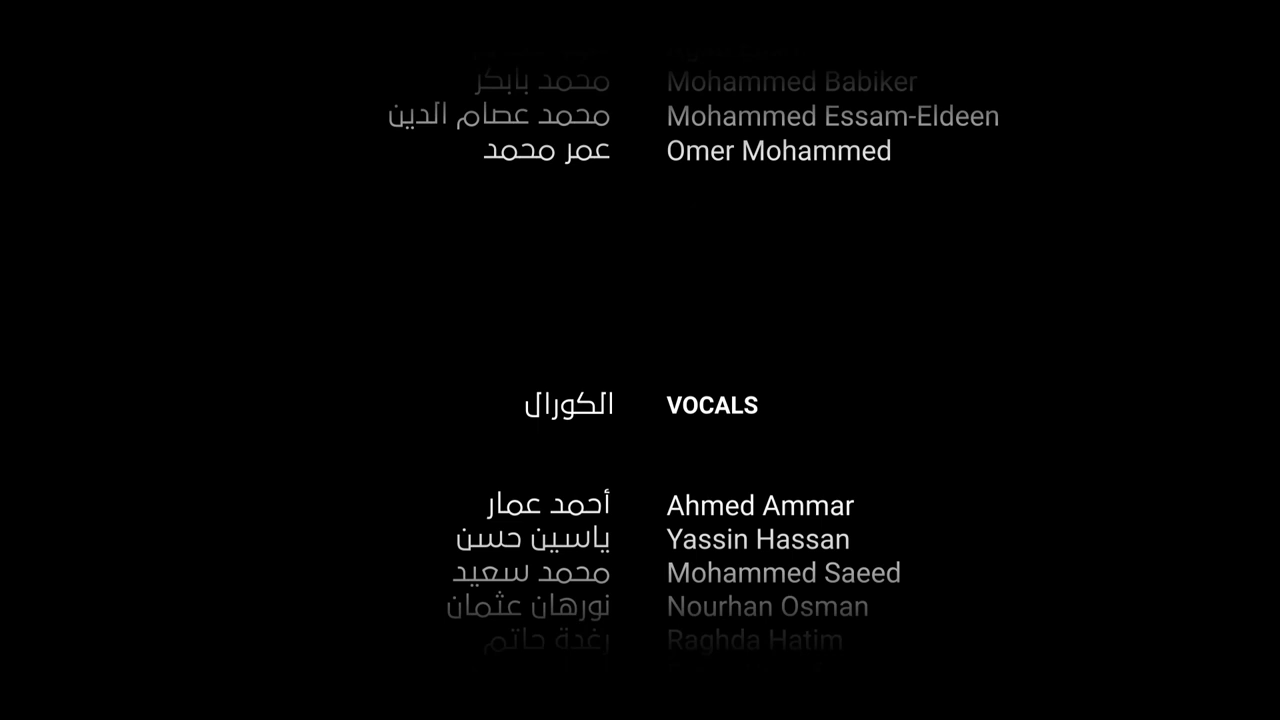 محمد بابكر Mohammed Babiker
محمد عصام الدين Mohammed Essam-Eldeen
عمر محمد Omer Mohammed
الكورال VOCALS
أحمد عمار Ahmed Ammar
ياسين حسن Yassin Hassan
محمد سعيد Mohammed Saeed
نورهان عثمان Nourhan Osman
رغدة حاتم Raghda Hatim